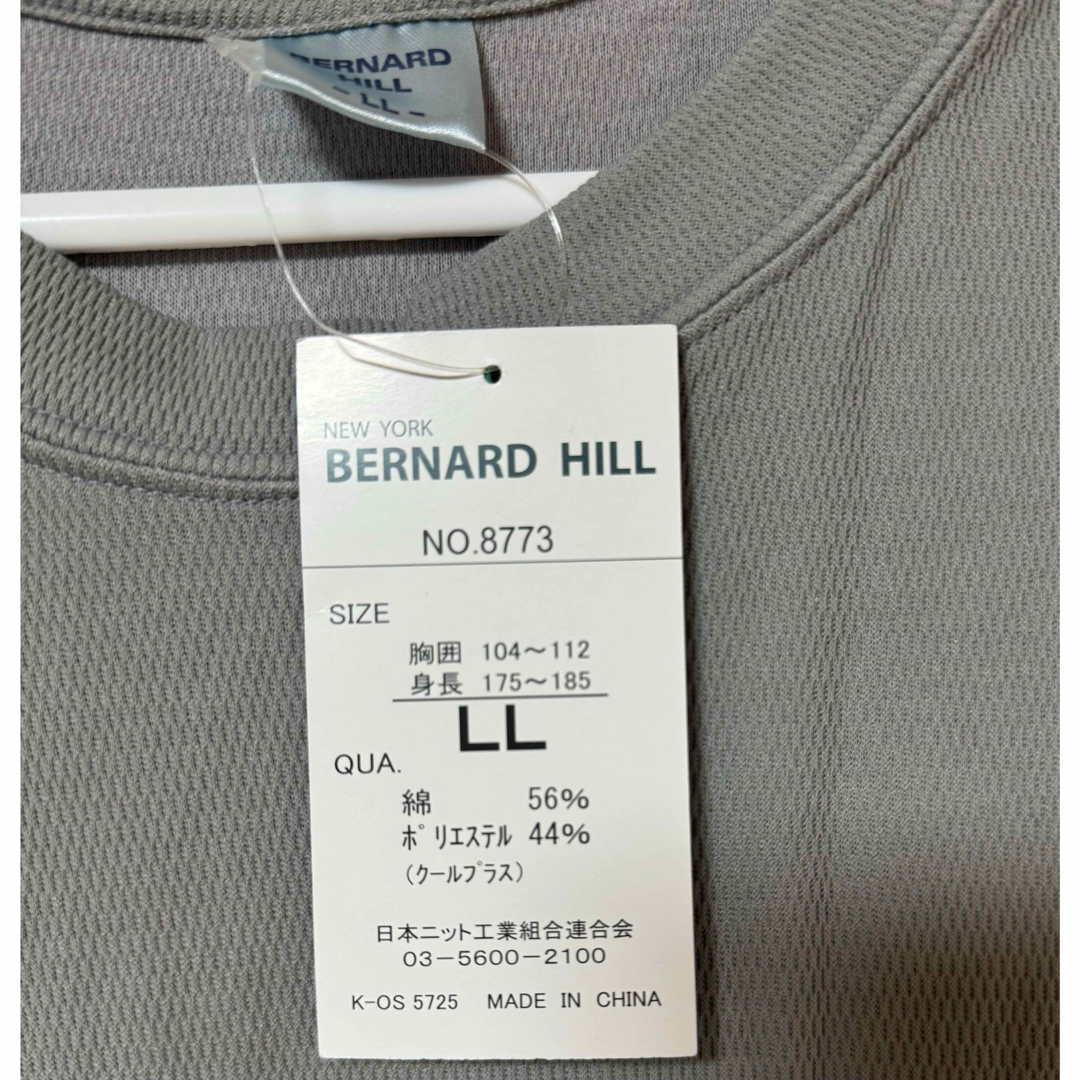 BERNARD
HILL
- LL -
NEW YORK
BERNARD HILL
NO.8773
SIZE
胸囲 104～112
身長 175～185
LL
QUA.
綿 56%
ポリエステル 44%
(クールプラス)
日本ニット工業組合連合会
03-5600-2100
K-OS 5725 MADE IN CHINA